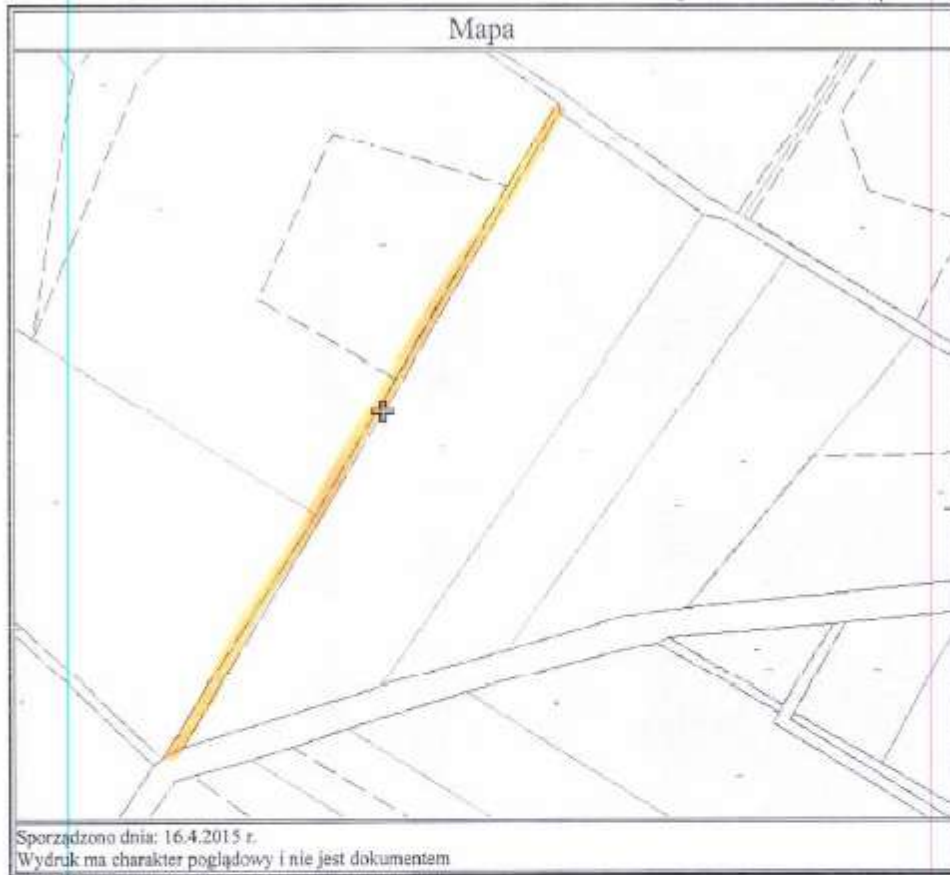 Mapa
Sporządzono dnia: 16.4.2015 r.
Wydruk ma charakter poglądowy i nie jest dokumentem